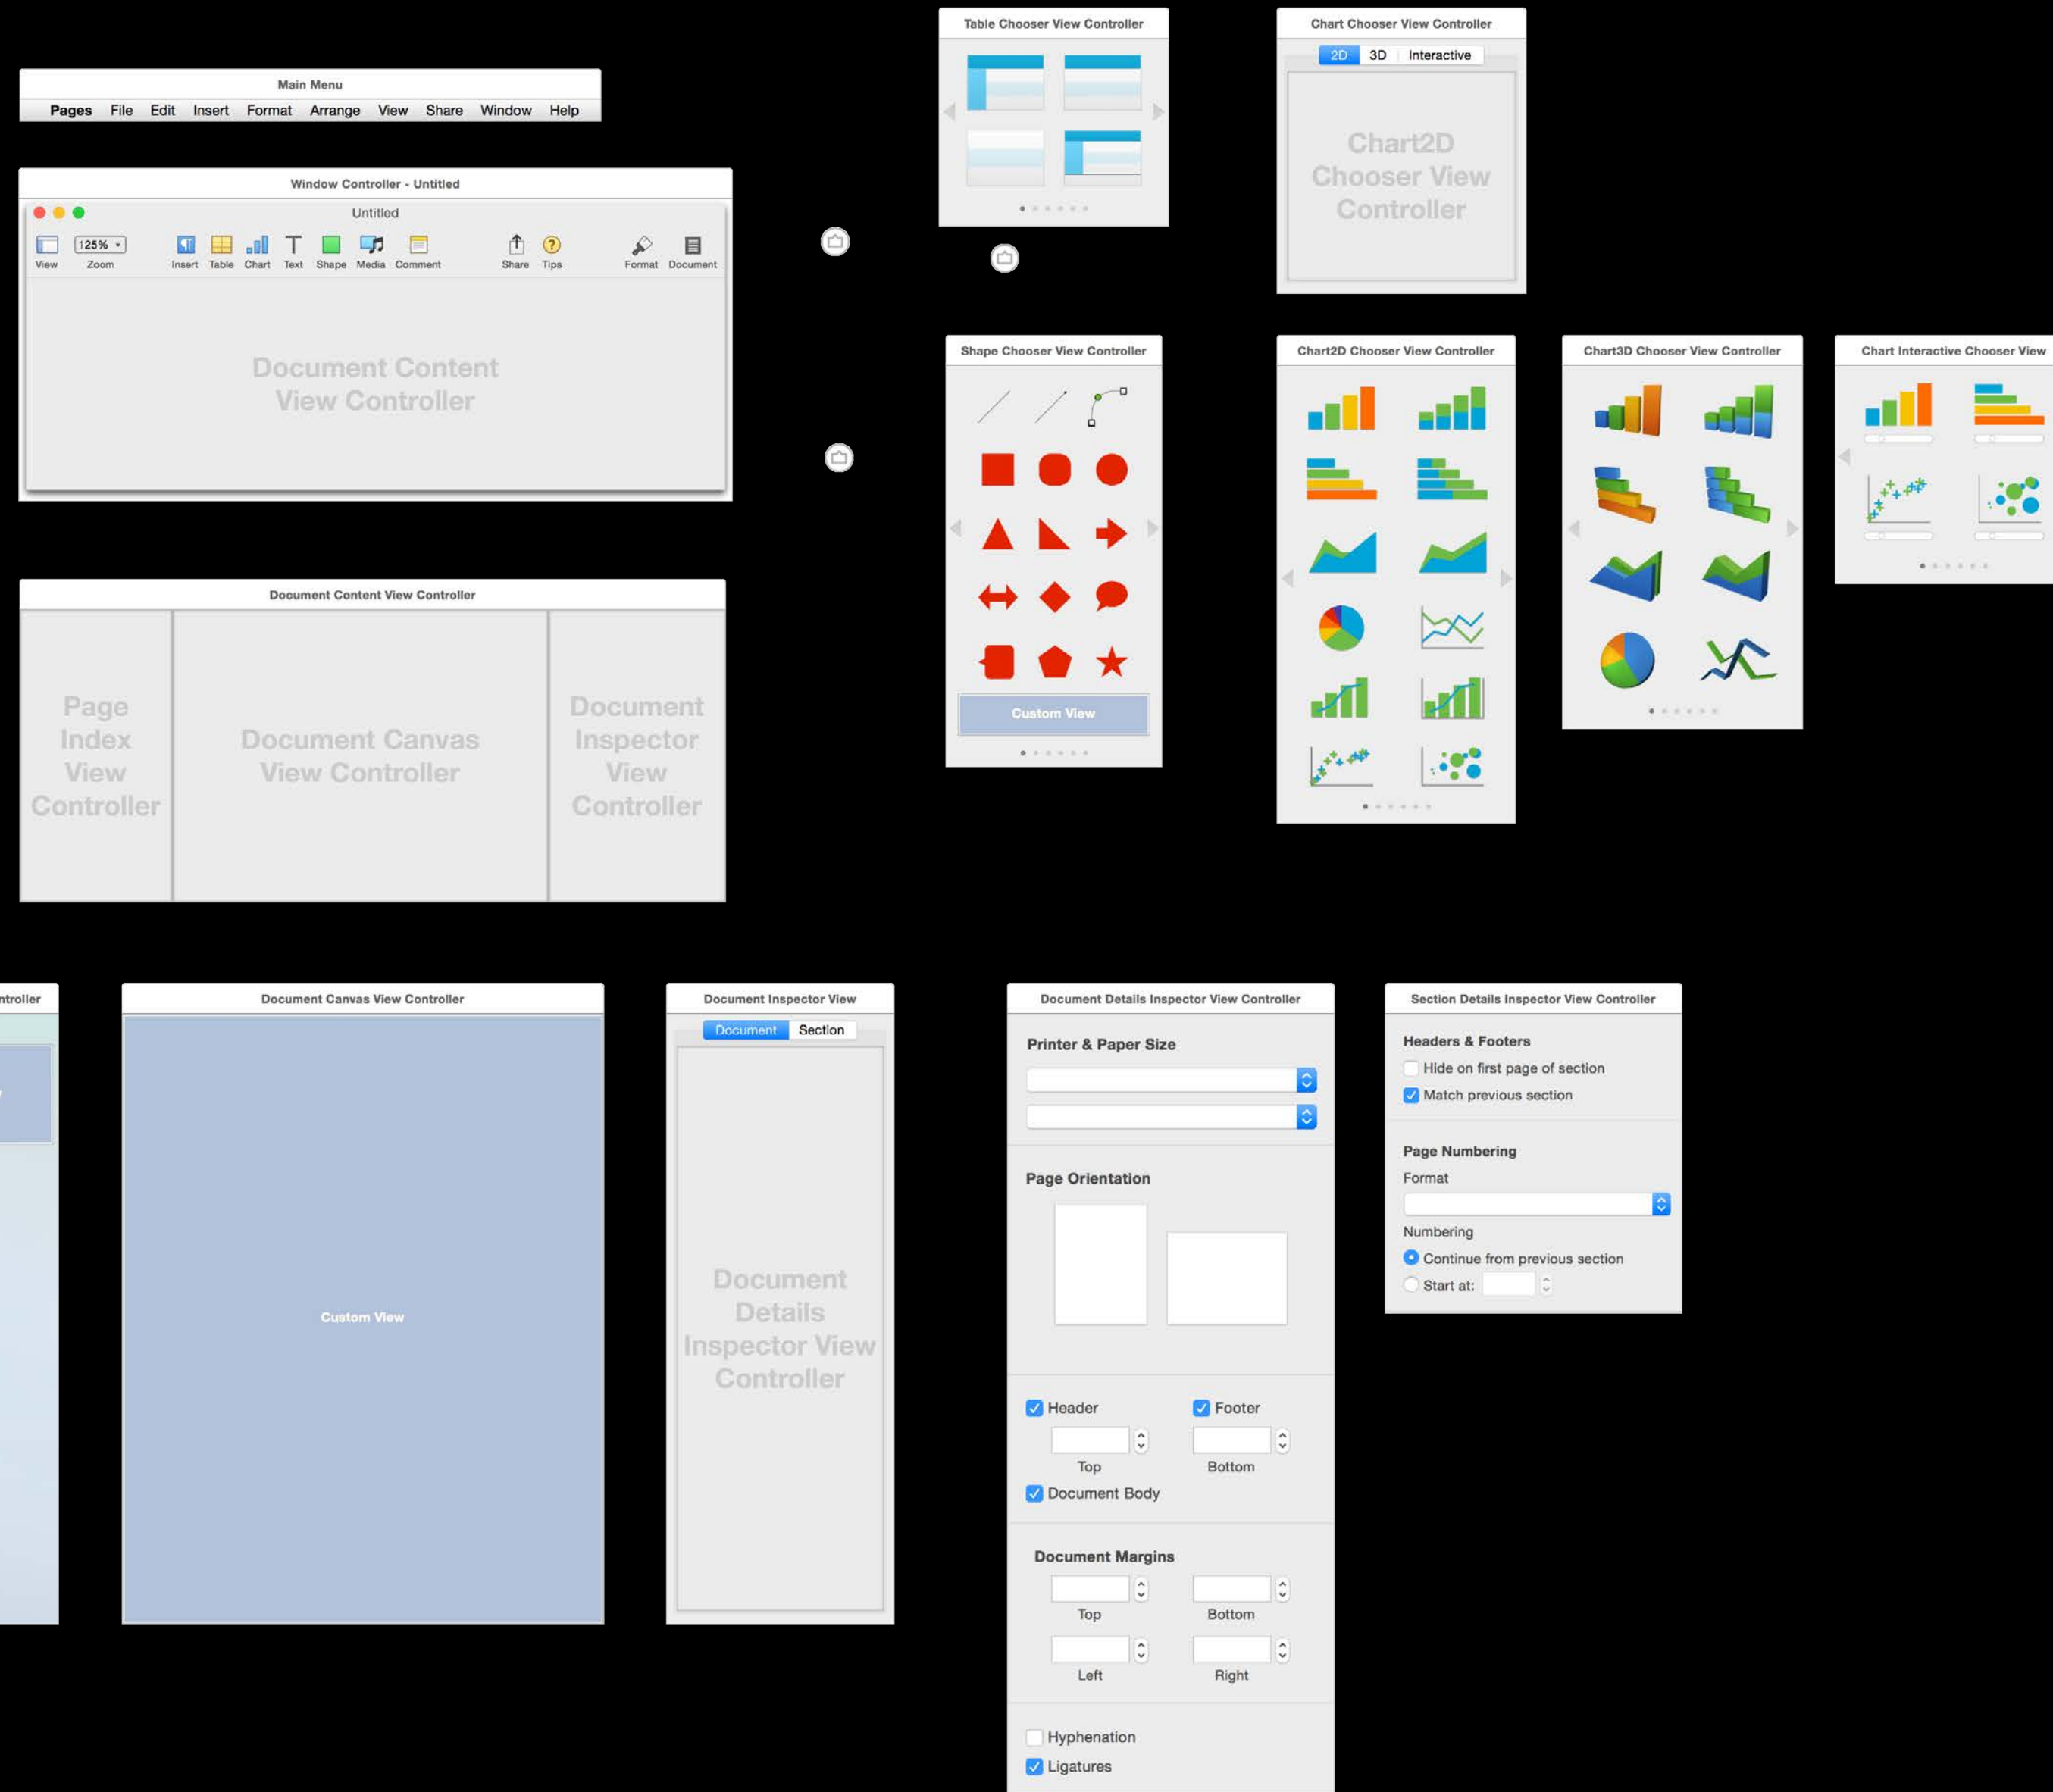 Main Menu
Pages File Edit Insert Format Arrange View Share Window Help
Window Controller - Untitled
Untitled
125%
View Zoom Insert Table Chart Text Shape Media Comment Share Tips Format Document
Document Content
View Controller
Table Chooser View Controller
Chart Chooser View Controller
2D 3D Interactive
Chart2D
Chooser View
Controller
Shape Chooser View Controller
Custom View
Chart2D Chooser View Controller
Chart3D Chooser View Controller
Chart Interactive Chooser View
Document Content View Controller
Page
Index
View
Controller
Document Canvas
View Controller
Document
Inspector
View
Controller
ntroller
Document Canvas View Controller
Custom View
Document Inspector View
Document Section
Document
Details
Inspector View
Controller
Document Details Inspector View Controller
Printer & Paper Size
Page Orientation
Header Footer
Top Bottom
Document Body
Document Margins
Top Bottom
Left Right
Hyphenation
Ligatures
Section Details Inspector View Controller
Headers & Footers
Hide on first page of section
Match previous section
Page Numbering
Format
Numbering
Continue from previous section
Start at: